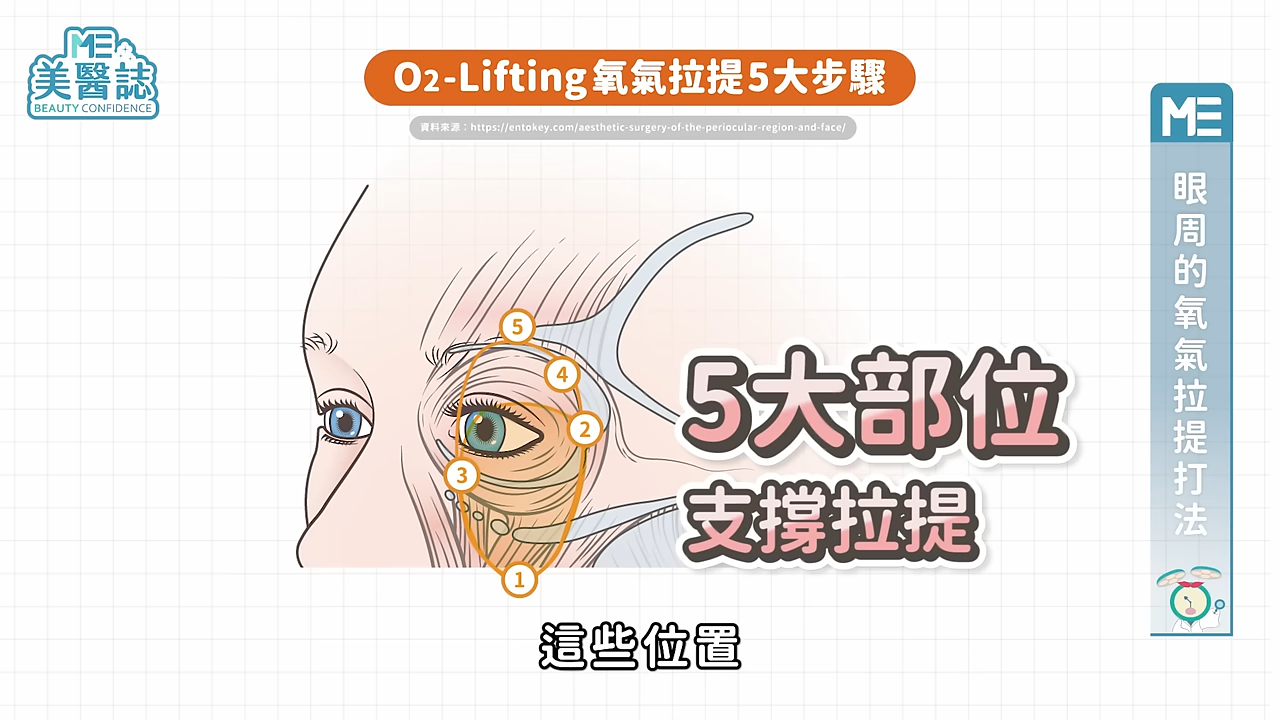 ME
美醫誌
BEAUTY CONFIDENCE
O2-Lifting氧氣拉提5大步驟
資料來源：https://entokey.com/aesthetic-surgery-of-the-periocular-region-and-face/
ME
眼周的氧氣拉提打法
5
4
2
3
1
5大部位
支撐拉提
這些位置